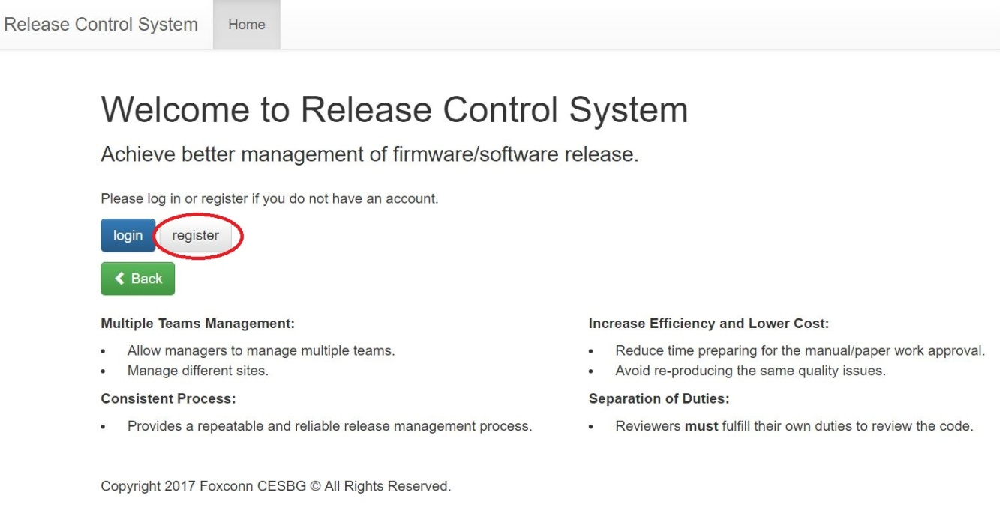 Release Control System Home
Welcome to Release Control System
Achieve better management of firmware/software release.
Please log in or register if you do not have an account.
login register
Back
Multiple Teams Management:
• Allow managers to manage multiple teams.
• Manage different sites.
Consistent Process:
• Provides a repeatable and reliable release management process.
Increase Efficiency and Lower Cost:
• Reduce time preparing for the manual/paper work approval.
• Avoid re-producing the same quality issues.
Separation of Duties:
• Reviewers must fulfill their own duties to review the code.
Copyright 2017 Foxconn CESBG © All Rights Reserved.